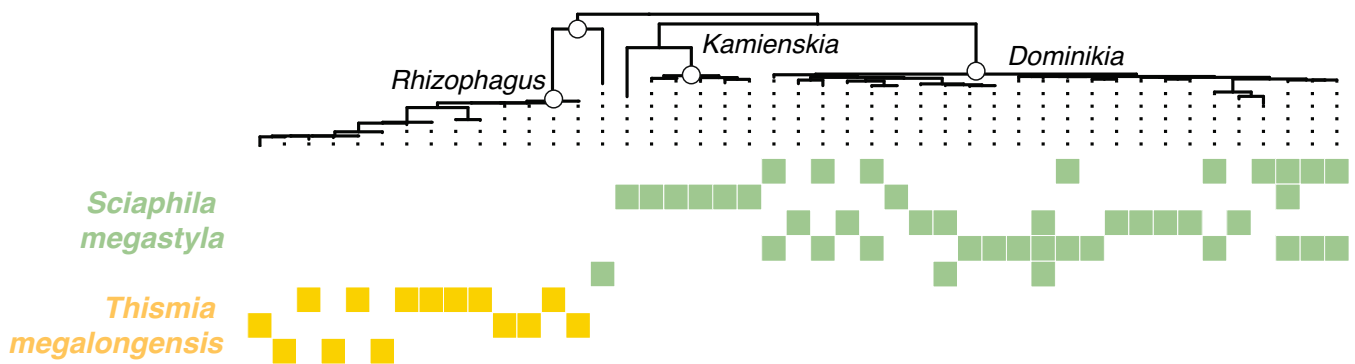 Kamienskia
Dominikia
Rhizophagus
Sciaphila
megastyla
Thismia
megalongensis